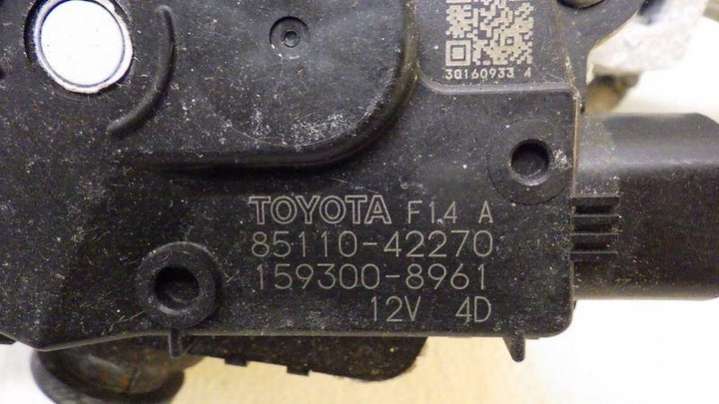 30160933 4
TOYOTA F14 A
85110-42270
159300-8961
12V 4D